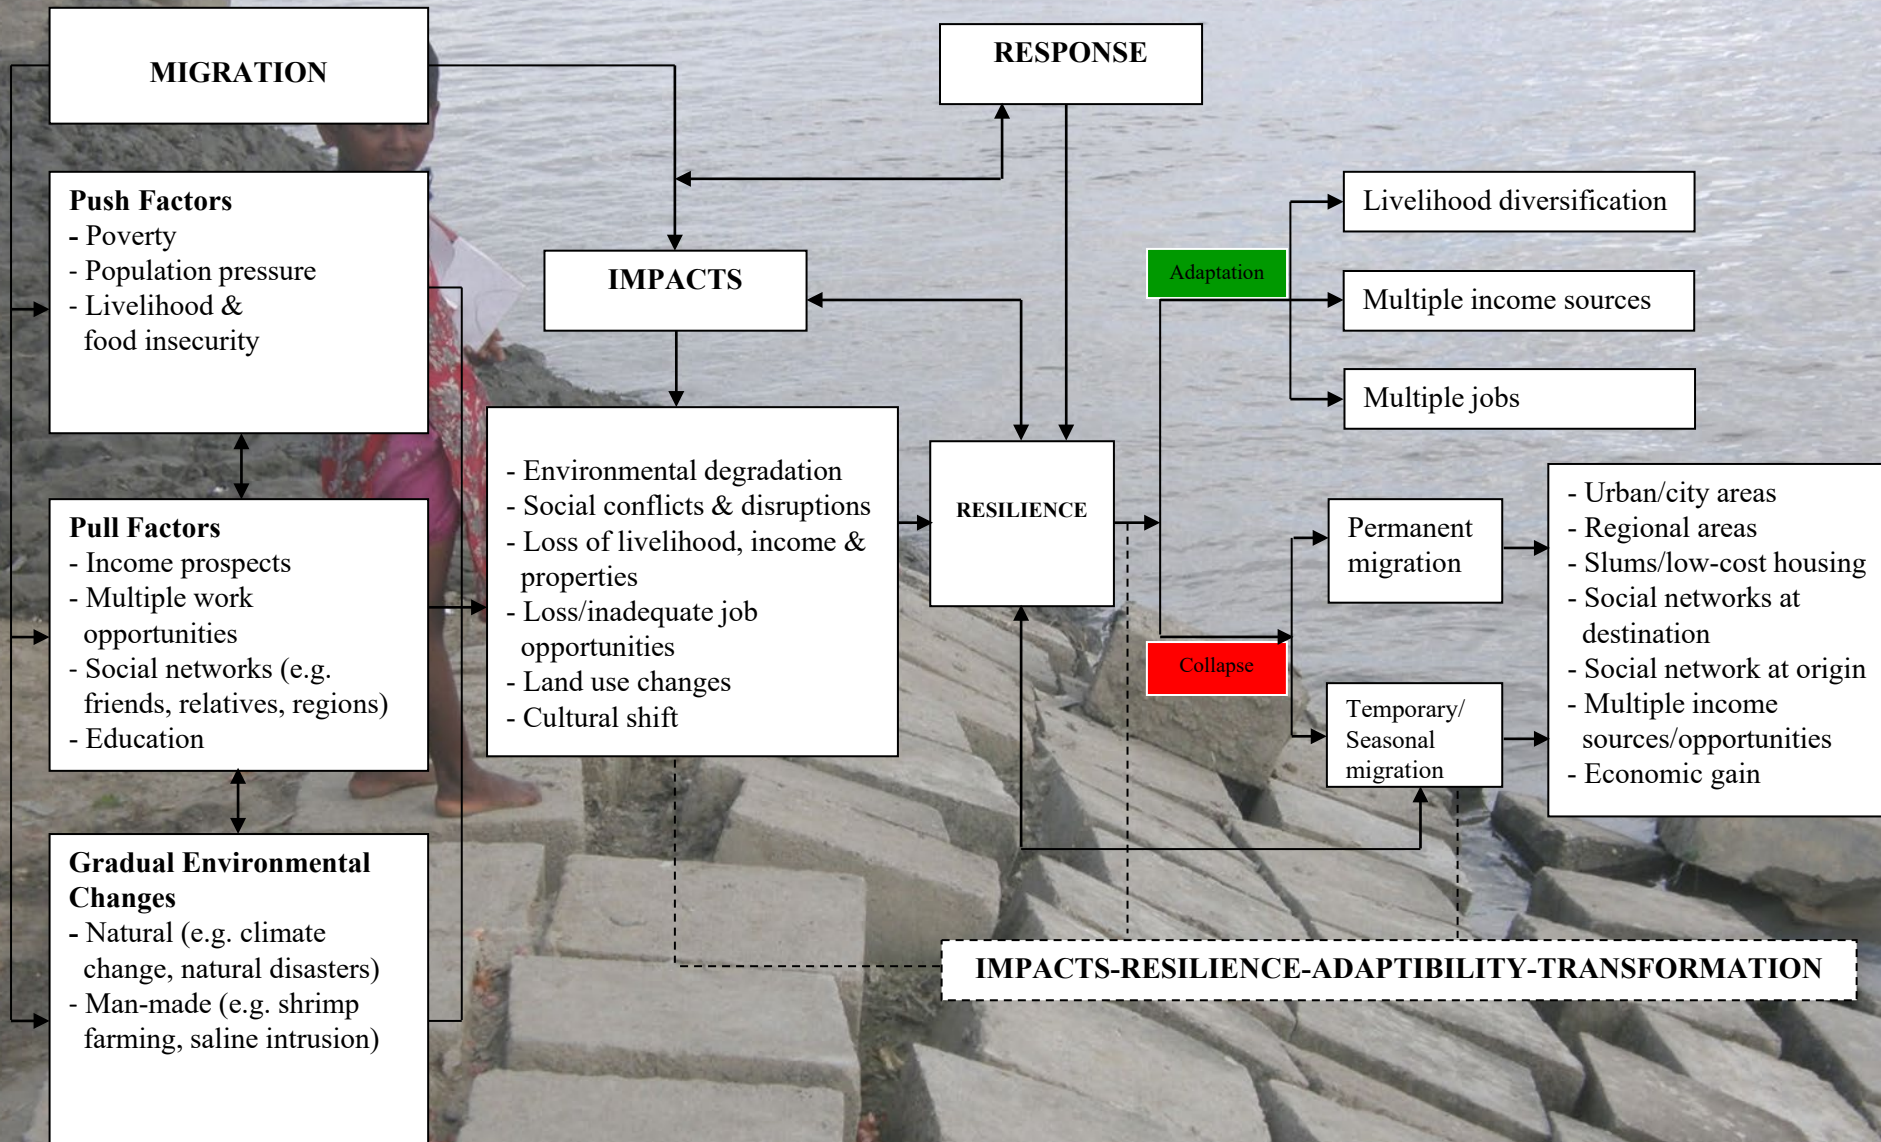 MIGRATION
Push Factors
- Poverty
- Population pressure
- Livelihood &
food insecurity
Pull Factors
- Income prospects
- Multiple work
opportunities
- Social networks (e.g.
friends, relatives, regions)
- Education
Gradual Environmental
Changes
- Natural (e.g. climate
change, natural disasters)
- Man-made (e.g. shrimp
farming, saline intrusion)
RESPONSE
IMPACTS
- Environmental degradation
- Social conflicts & disruptions
- Loss of livelihood, income &
properties
- Loss/inadequate job
opportunities
- Land use changes
- Cultural shift
RESILIENCE
Adaptation
Livelihood diversification
Multiple income sources
Multiple jobs
Collapse
Permanent
migration
Temporary/
Seasonal
migration
- Urban/city areas
- Regional areas
- Slums/low-cost housing
- Social networks at
destination
- Social network at origin
- Multiple income
sources/opportunities
- Economic gain
IMPACTS-RESILIENCE-ADAPTIBILITY-TRANSFORMATION